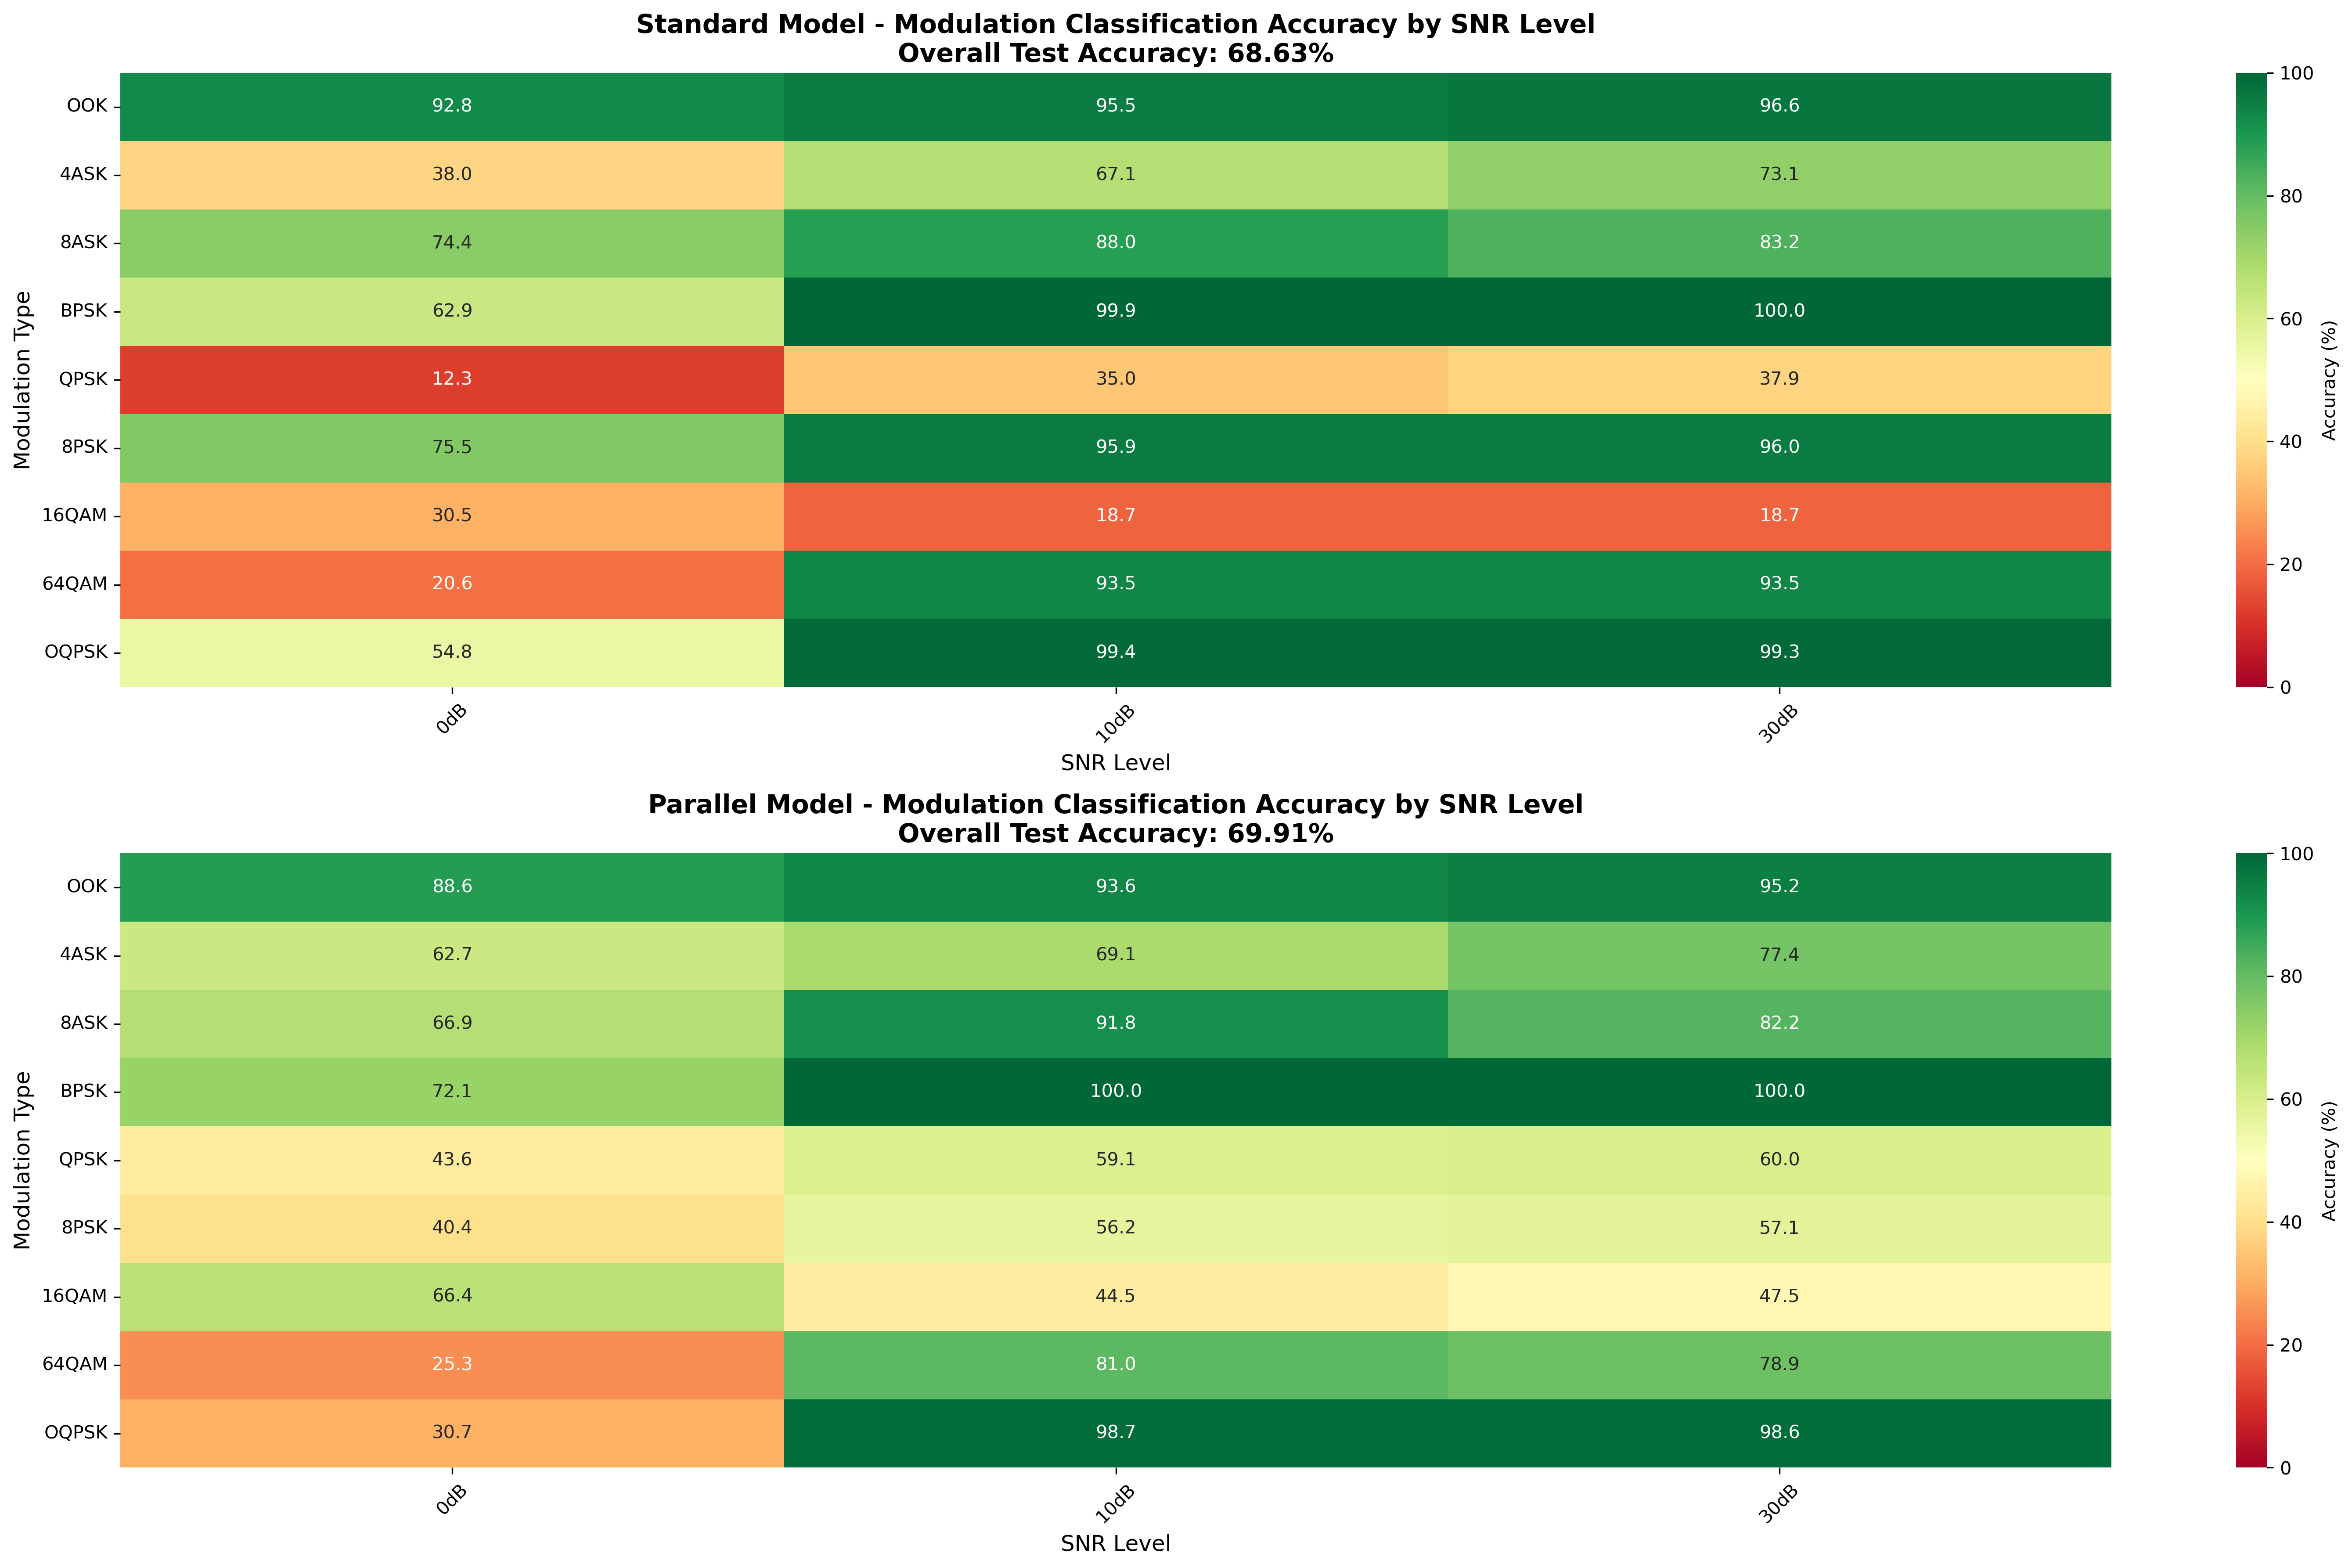 Standard Model - Modulation Classification Accuracy by SNR Level
Overall Test Accuracy: 68.63%
OOK 92.8 95.5 96.6
4ASK 38.0 67.1 73.1
8ASK 74.4 88.0 83.2
BPSK 62.9 99.9 100.0
QPSK 12.3 35.0 37.9
8PSK 75.5 95.9 96.0
16QAM 30.5 18.7 18.7
64QAM 20.6 93.5 93.5
OQPSK 54.8 99.4 99.3
Modulation Type
0dB 10dB 30dB
SNR Level
100
80
60
40
20
0
Accuracy (%)
Parallel Model - Modulation Classification Accuracy by SNR Level
Overall Test Accuracy: 69.91%
OOK 88.6 93.6 95.2
4ASK 62.7 69.1 77.4
8ASK 66.9 91.8 82.2
BPSK 72.1 100.0 100.0
QPSK 43.6 59.1 60.0
8PSK 40.4 56.2 57.1
16QAM 66.4 44.5 47.5
64QAM 25.3 81.0 78.9
OQPSK 30.7 98.7 98.6
Modulation Type
0dB 10dB 30dB
SNR Level
100
80
60
40
20
0
Accuracy (%)